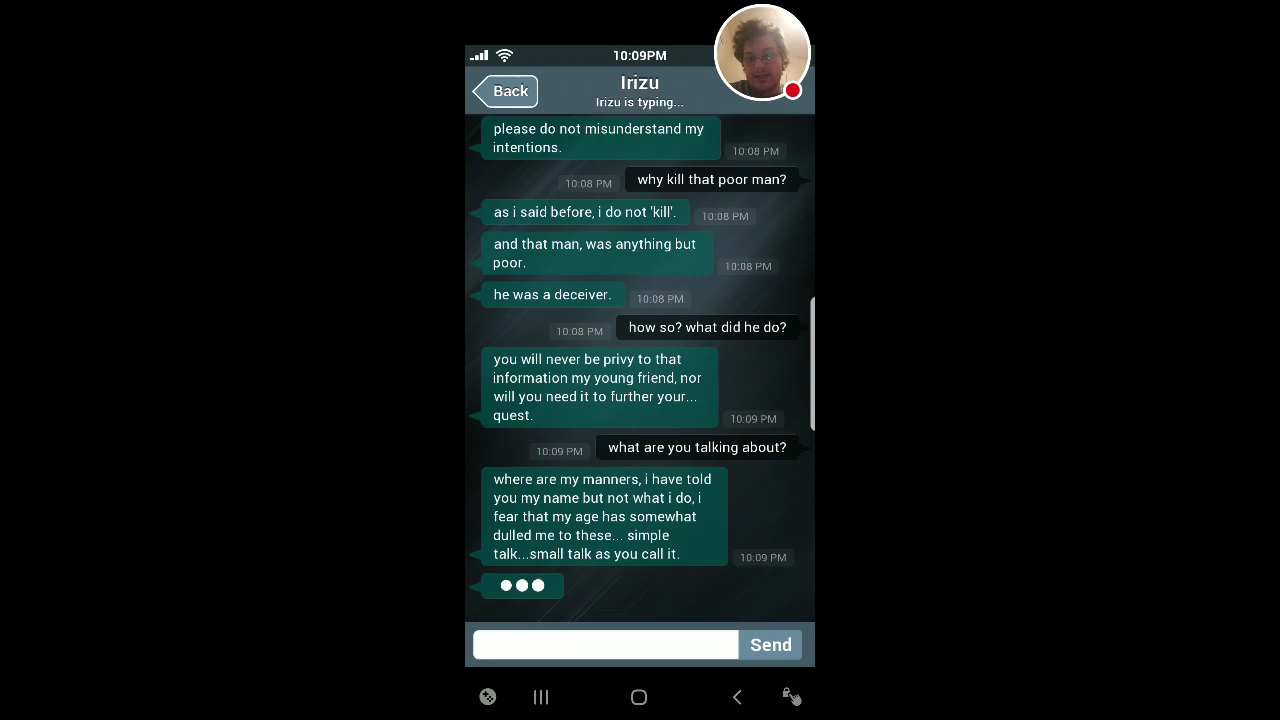 10:09PM
Back
Irizu
Irizu is typing...
please do not misunderstand my
intentions.
10:08 PM
why kill that poor man?
10:08 PM
as i said before, i do not 'kill'.
10:08 PM
and that man, was anything but
poor.
10:08 PM
he was a deceiver.
10:08 PM
how so? what did he do?
10:08 PM
you will never be privy to that
information my young friend, nor
will you need it to further your...
quest.
10:09 PM
what are you talking about?
10:09 PM
where are my manners, i have told
you my name but not what i do, i
fear that my age has somewhat
dulled me to these... simple
talk...small talk as you call it.
10:09 PM
Send